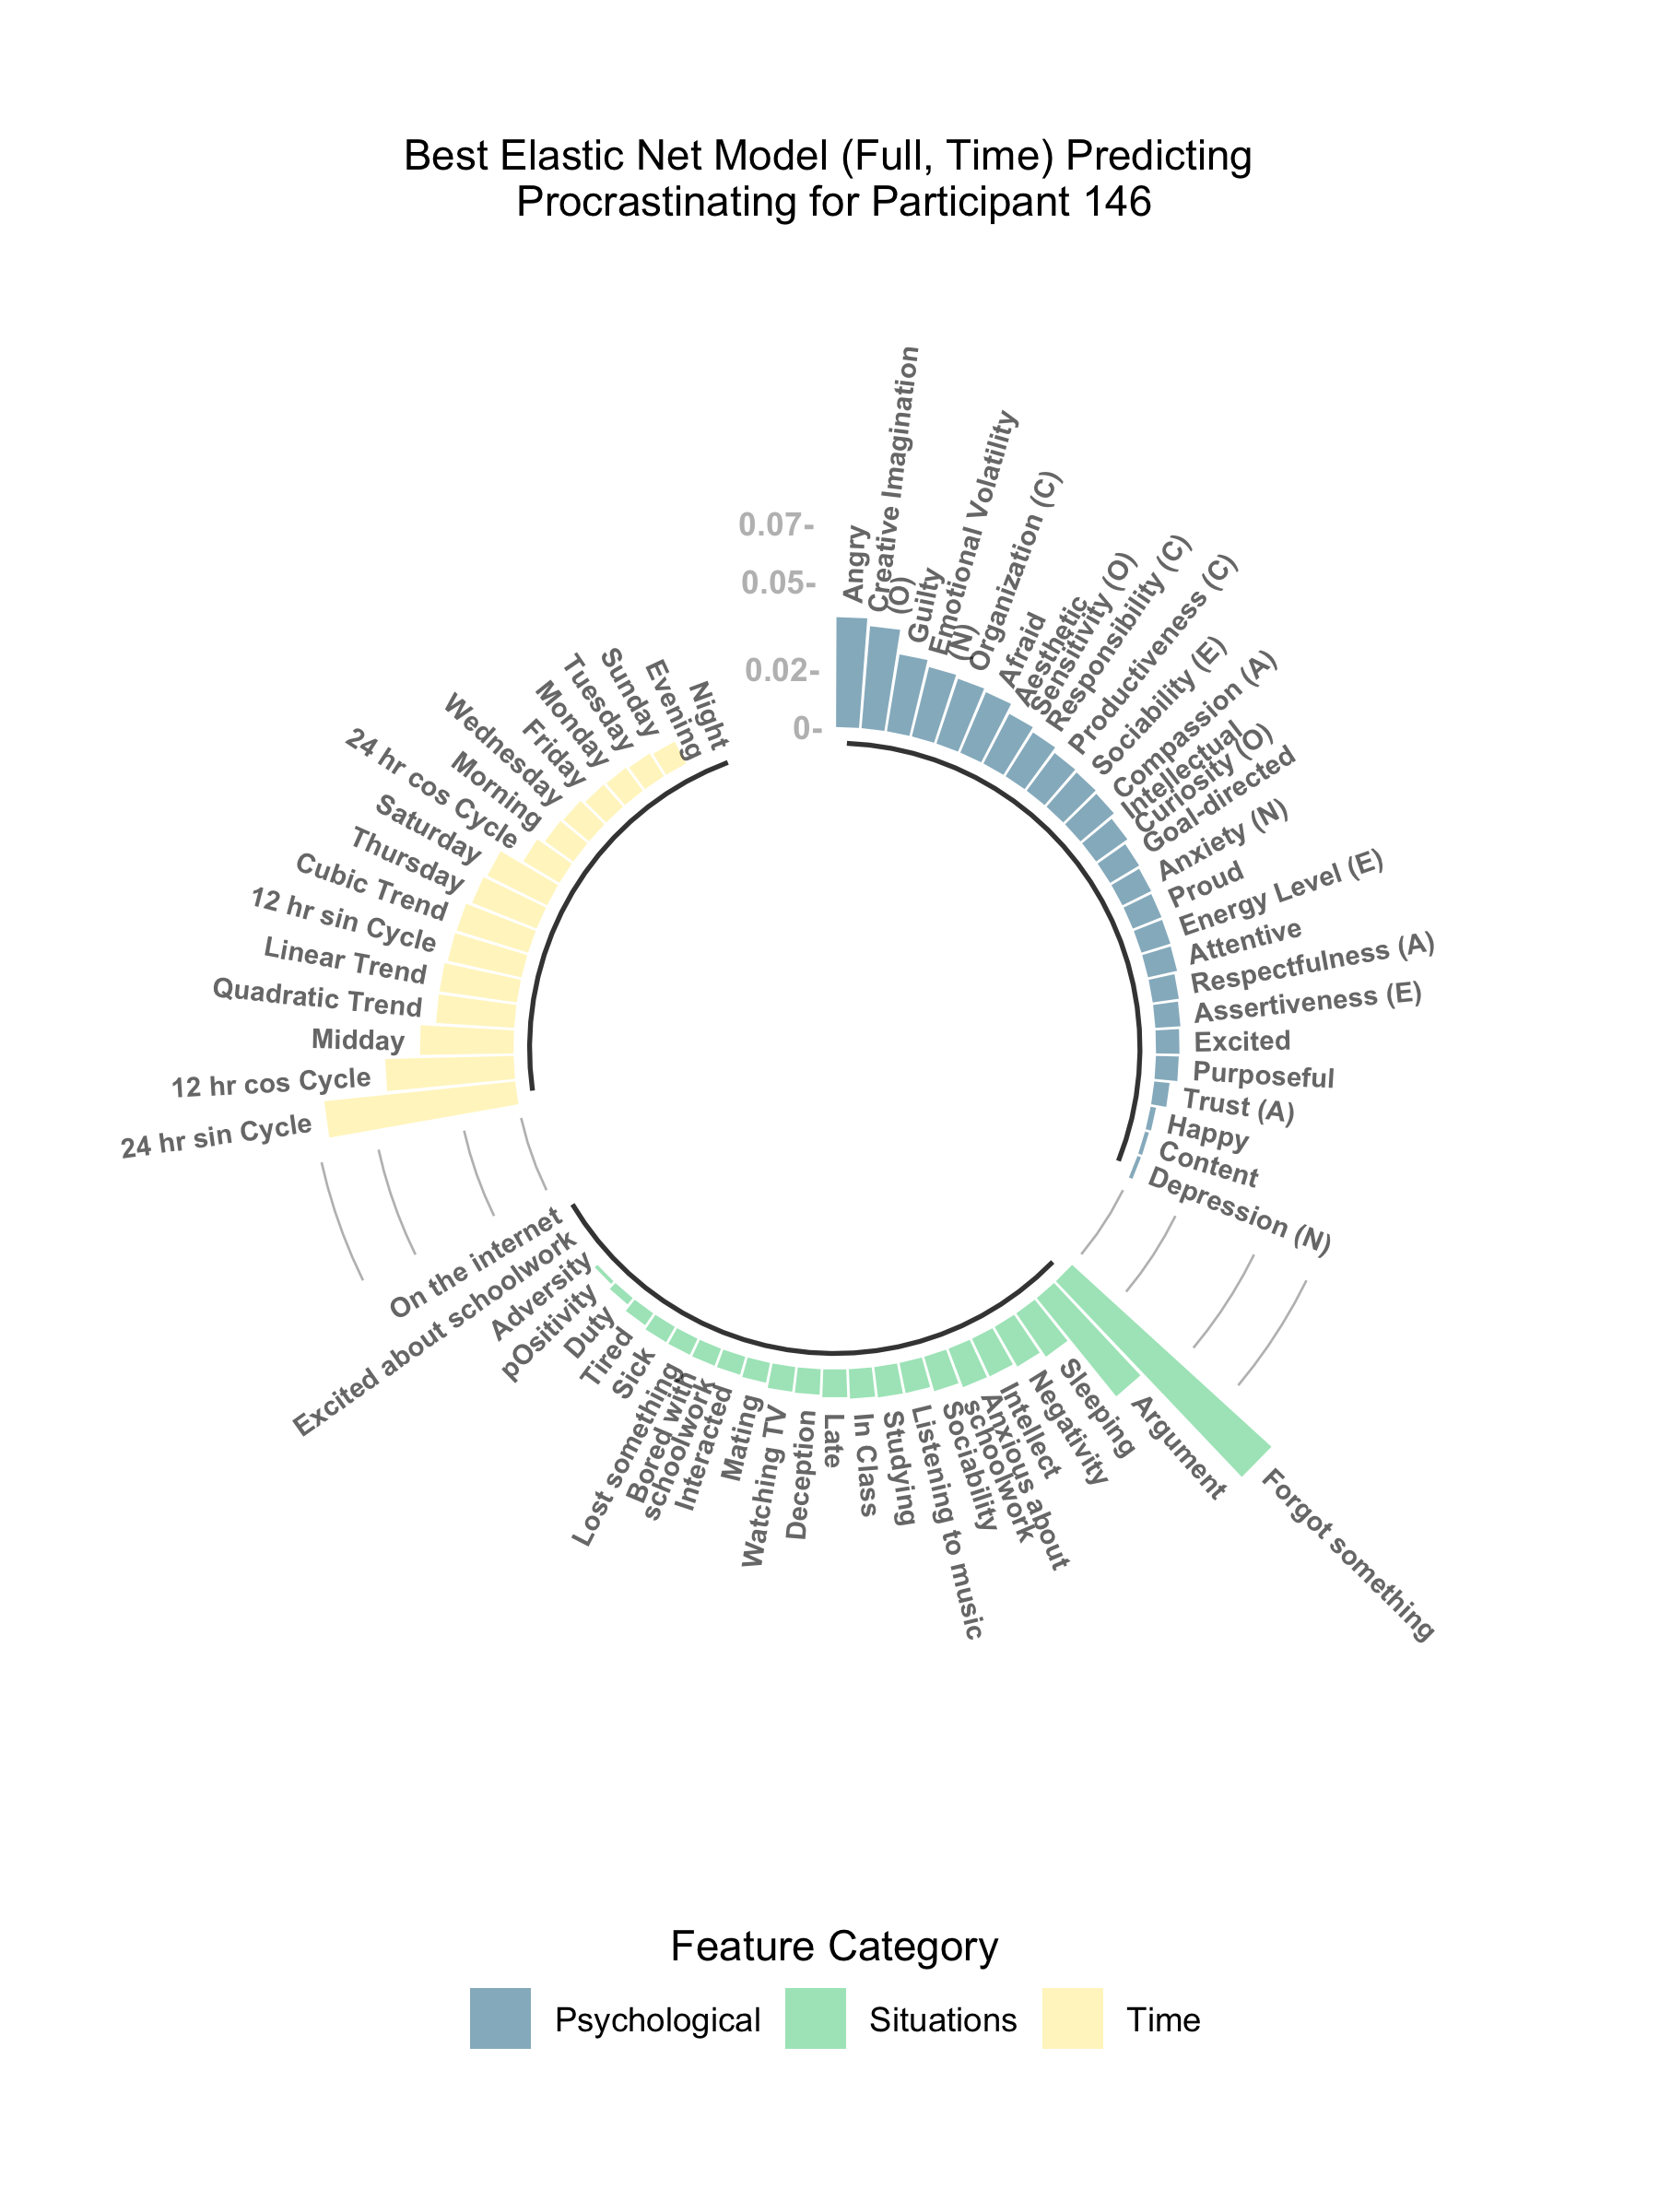 Best Elastic Net Model (Full, Time) Predicting
Procrastinating for Participant 146
0.07-
0.05-
0.02-
0-
Angry
Creative Imagination
(O)
Guilty
Emotional Volatility
(N)
Organization (C)
Afraid
Aesthetic
Sensitivity (O)
Responsibility (C)
Productiveness (C)
Sociability (E)
Compassion (A)
Intellectual
Curiosity (O)
Goal-directed
Anxiety (N)
Proud
Energy Level (E)
Attentive
Respectfulness (A)
Assertiveness (E)
Excited
Purposeful
Trust (A)
Happy
Content
Depression (N)
Forgot something
Argument
Sleeping
Negativity
Intellect
Anxious about
schoolwork
Sociability
Listening to music
Studying
In Class
Late
Deception
Watching TV
Mating
Interacted
Bored with
schoolwork
Lost something
Sick
Tired
Duty
pOsitivity
Adversity
Excited about schoolwork
On the internet
24 hr sin Cycle
12 hr cos Cycle
Midday
Quadratic Trend
Linear Trend
12 hr sin Cycle
Cubic Trend
Thursday
Saturday
24 hr cos Cycle
Morning
Wednesday
Friday
Monday
Tuesday
Sunday
Evening
Night
Feature Category
Psychological
Situations
Time